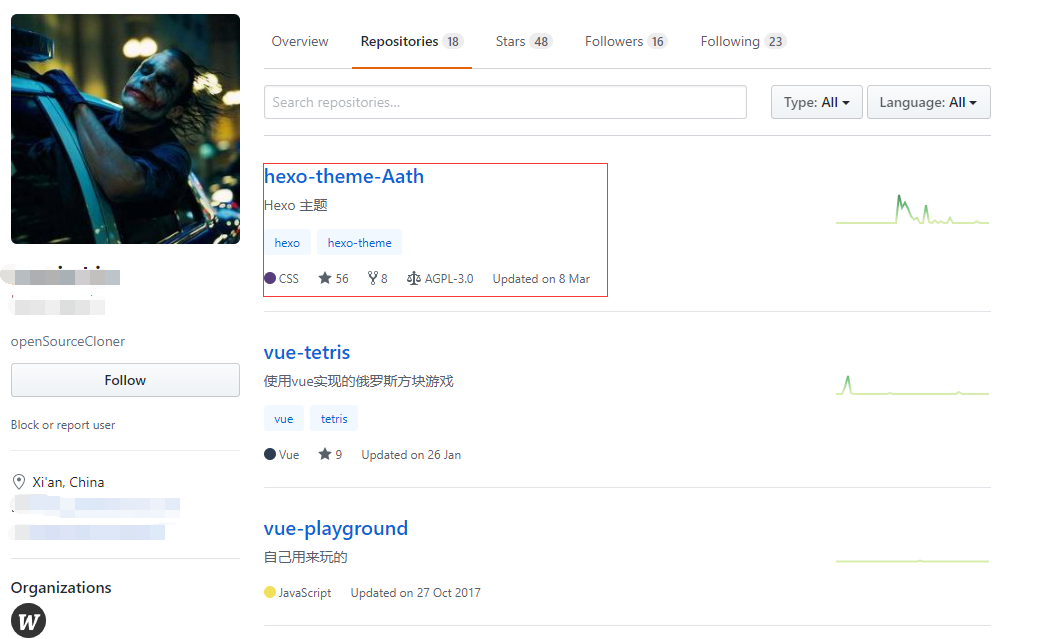 Overview Repositories 18 Stars 48 Followers 16 Following 23
Search repositories...
Type: All Language: All
hexo-theme-Aath
Hexo 主题
hexo hexo-theme
CSS 56 8 AGPL-3.0 Updated on 8 Mar
vue-tetris
使用vue实现的俄罗斯方块游戏
vue tetris
Vue 9 Updated on 26 Jan
vue-playground
自己用来玩的
JavaScript Updated on 27 Oct 2017
openSourceCloner
Follow
Block or report user
Xi'an, China
Organizations
W